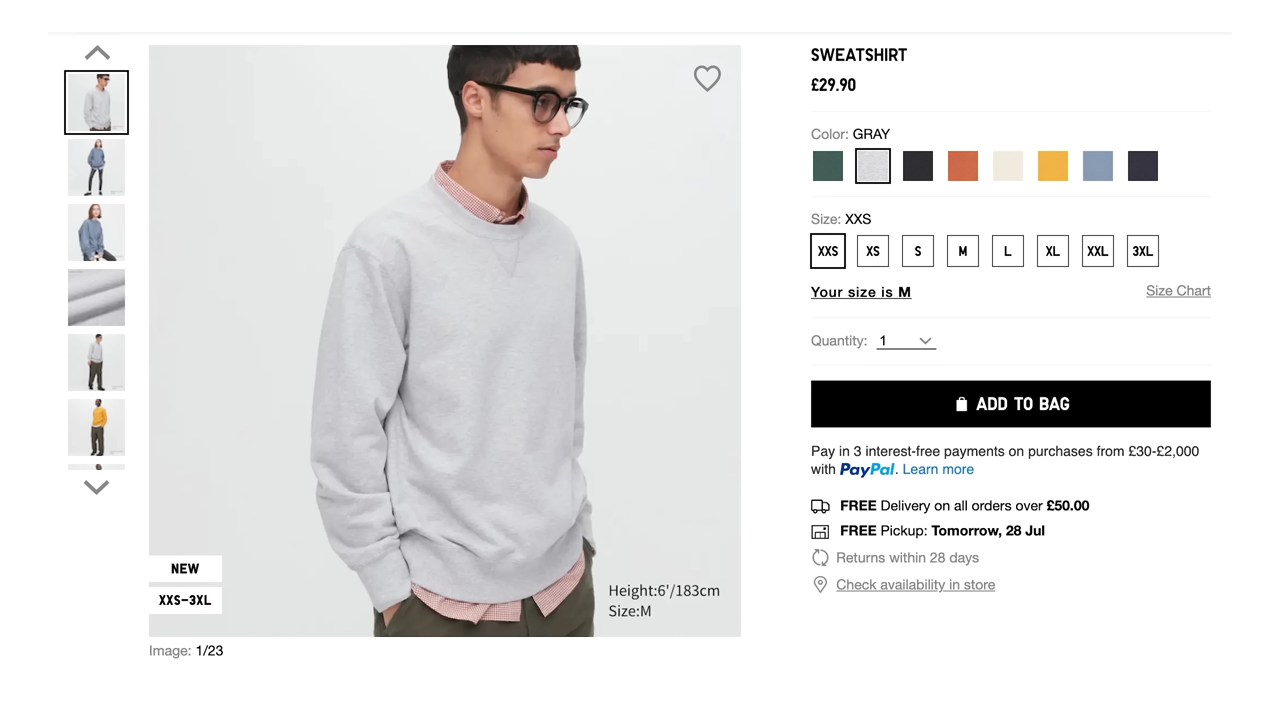 SWEATSHIRT
£29.90
Color: GRAY
Size: XXS
XXS XS S M L XL XXL 3XL
Your size is M
Size Chart
Quantity: 1
ADD TO BAG
Pay in 3 interest-free payments on purchases from £30-£2,000
with PayPal. Learn more
FREE Delivery on all orders over £50.00
FREE Pickup: Tomorrow, 28 Jul
Returns within 28 days
Check availability in store
NEW
XXS-3XL
Height:6'/183cm
Size:M
Image: 1/23